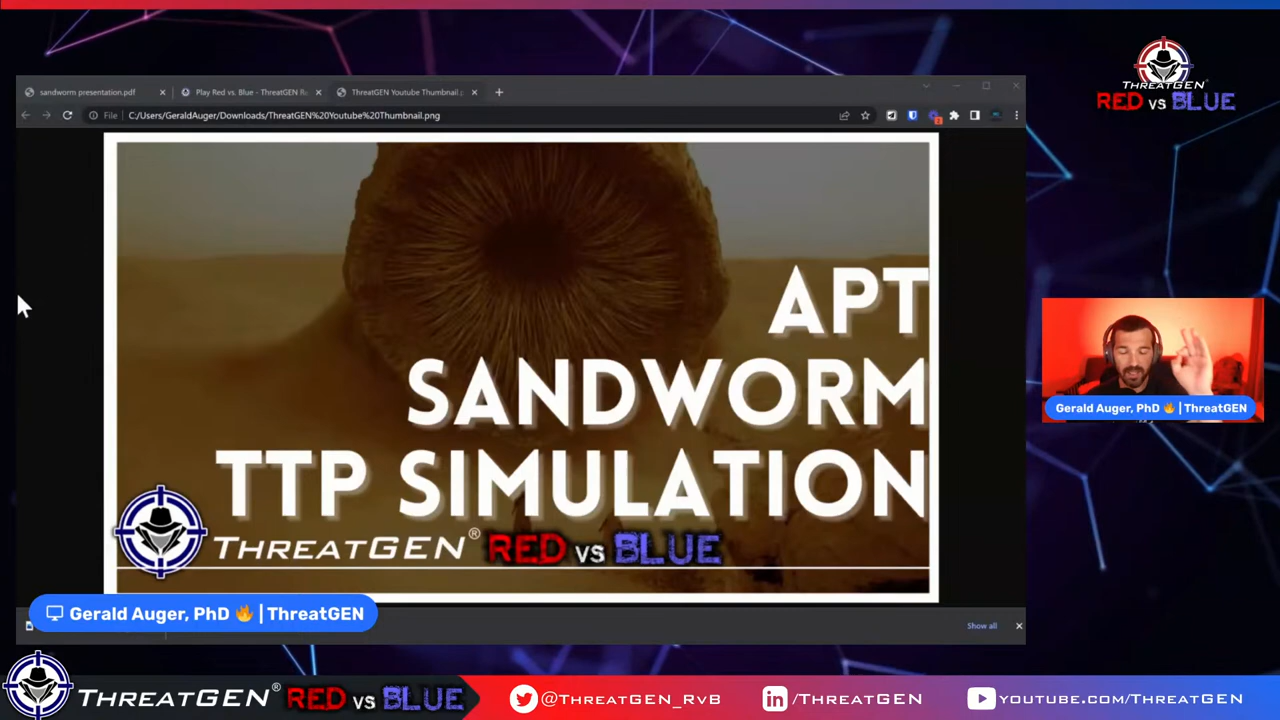 THREATGEN®
RED vs BLUE
sandworm presentation.pdf
Play Red vs. Blue - ThreatGEN R
ThreatGEN Youtube Thumbnail
File
C:/Users/GeraldAuger/Downloads/ThreatGEN%20Youtube%20Thumbnail.png
APT
SANDWORM
TTP SIMULATION
THREATGEN® RED vs BLUE
Gerald Auger, PhD 🔥 | ThreatGEN
Gerald Auger, PhD 🔥 | ThreatGEN
Show all
THREATGEN® RED vs BLUE
@THREATGEN_RVB
/THREATGEN
YOUTUBE.COM/THREATGEN